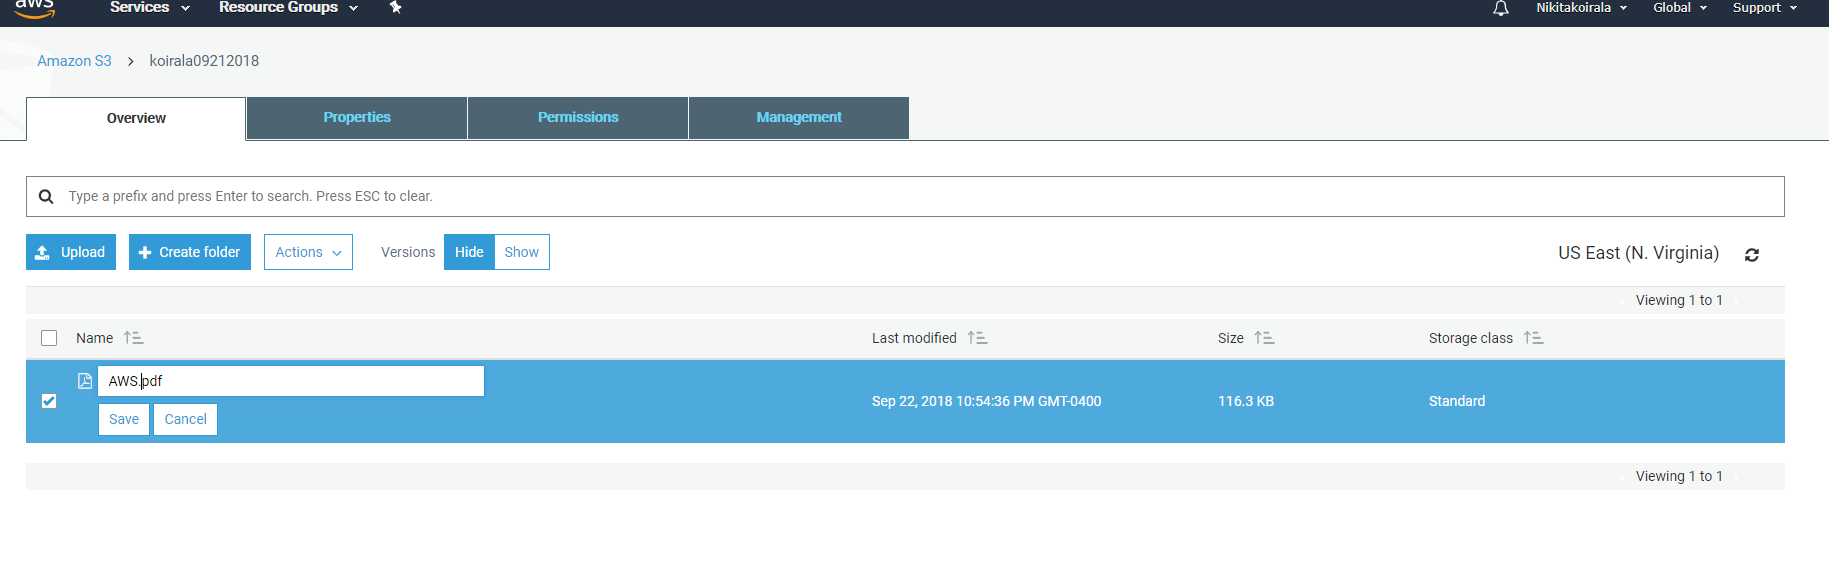 aws Services Resource Groups Nikitakoirala Global Support
Amazon S3 > koirala09212018
Overview Properties Permissions Management
Type a prefix and press Enter to search. Press ESC to clear.
Upload + Create folder Actions Versions Hide Show US East (N. Virginia)
Viewing 1 to 1
Name Last modified Size Storage class
AWS.pdf
Sep 22, 2018 10:54:36 PM GMT-0400 116.3 KB Standard
Save Cancel
Viewing 1 to 1